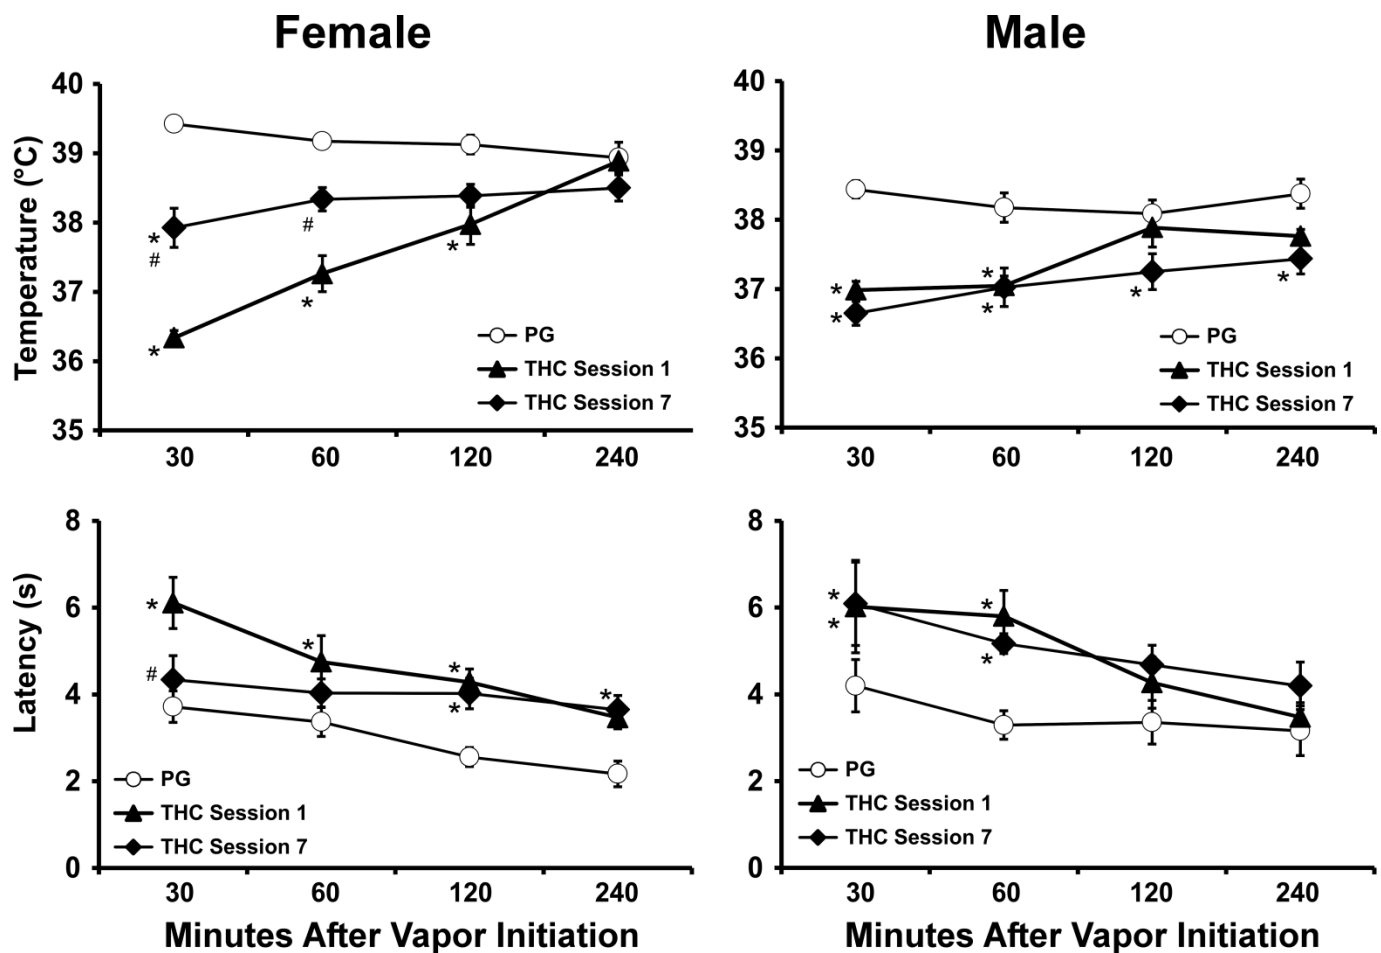 Female
Male
Temperature (°C)
40
39
38
37
36
35
*
#
#
*
*
*
PG
THC Session 1
THC Session 7
30 60 120 240
40
39
38
37
36
35
*
*
*
*
*
*
PG
THC Session 1
THC Session 7
30 60 120 240
Latency (s)
8
6
4
2
0
*
#
*
*
*
*
PG
THC Session 1
THC Session 7
30 60 120 240
Minutes After Vapor Initiation
8
6
4
2
0
*
*
*
*
PG
THC Session 1
THC Session 7
30 60 120 240
Minutes After Vapor Initiation